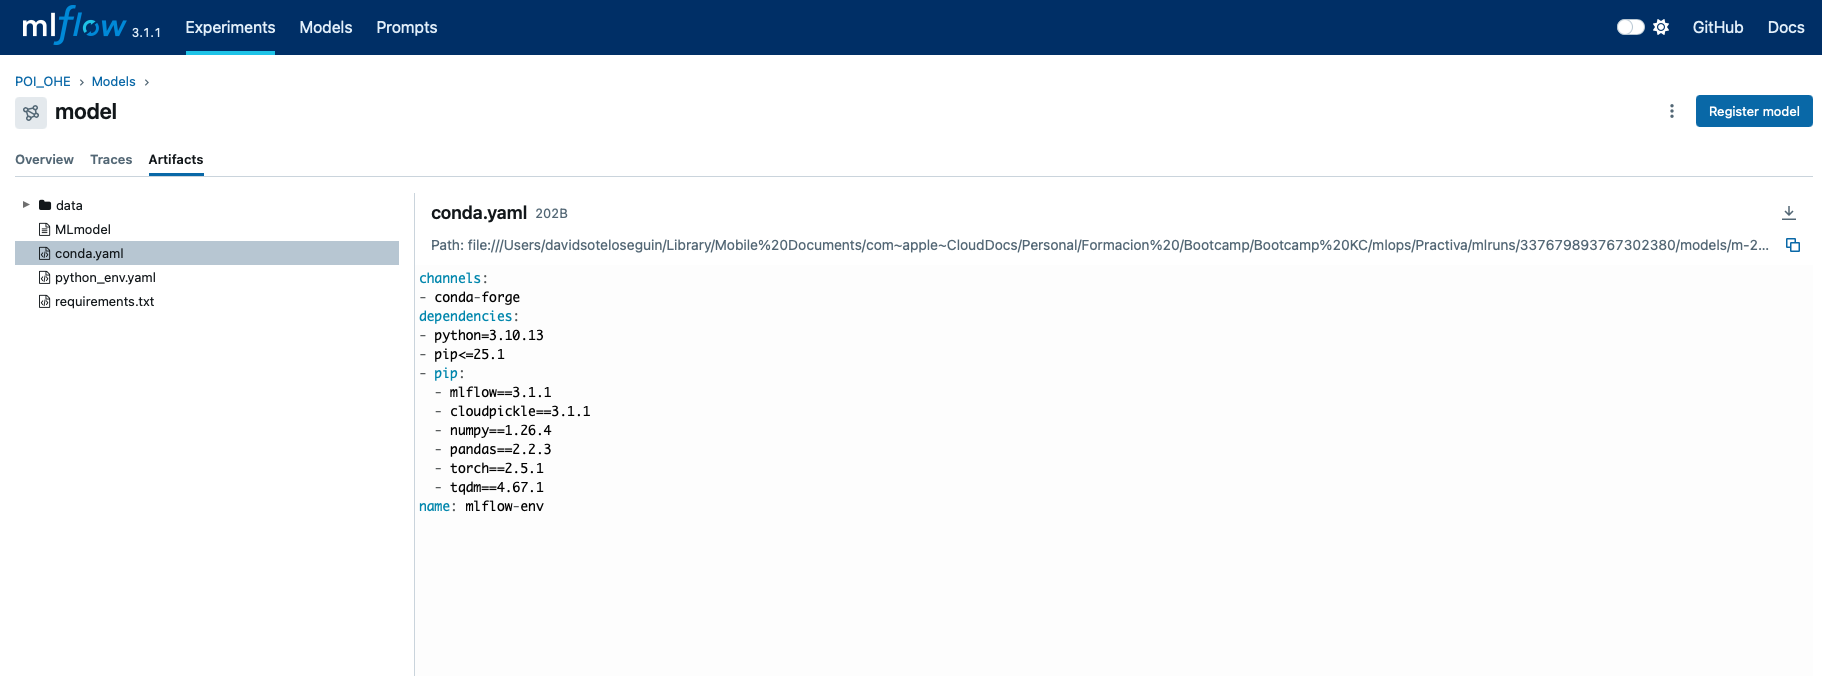 mlflow 3.1.1 Experiments Models Prompts GitHub Docs
POI_OHE › Models ›
model
Register model
Overview Traces Artifacts
data
MLmodel
conda.yaml
python_env.yaml
requirements.txt
conda.yaml 202B
Path: file:///Users/davidsoteloseguin/Library/Mobile%20Documents/com~apple~CloudDocs/Personal/Formacion%20/Bootcamp/Bootcamp%20KC/mlops/Practiva/mlruns/337679893767302380/models/m-2...
channels:
- conda-forge
dependencies:
- python=3.10.13
- pip<=25.1
- pip:
  - mlflow==3.1.1
  - cloudpickle==3.1.1
  - numpy==1.26.4
  - pandas==2.2.3
  - torch==2.5.1
  - tqdm==4.67.1
name: mlflow-env